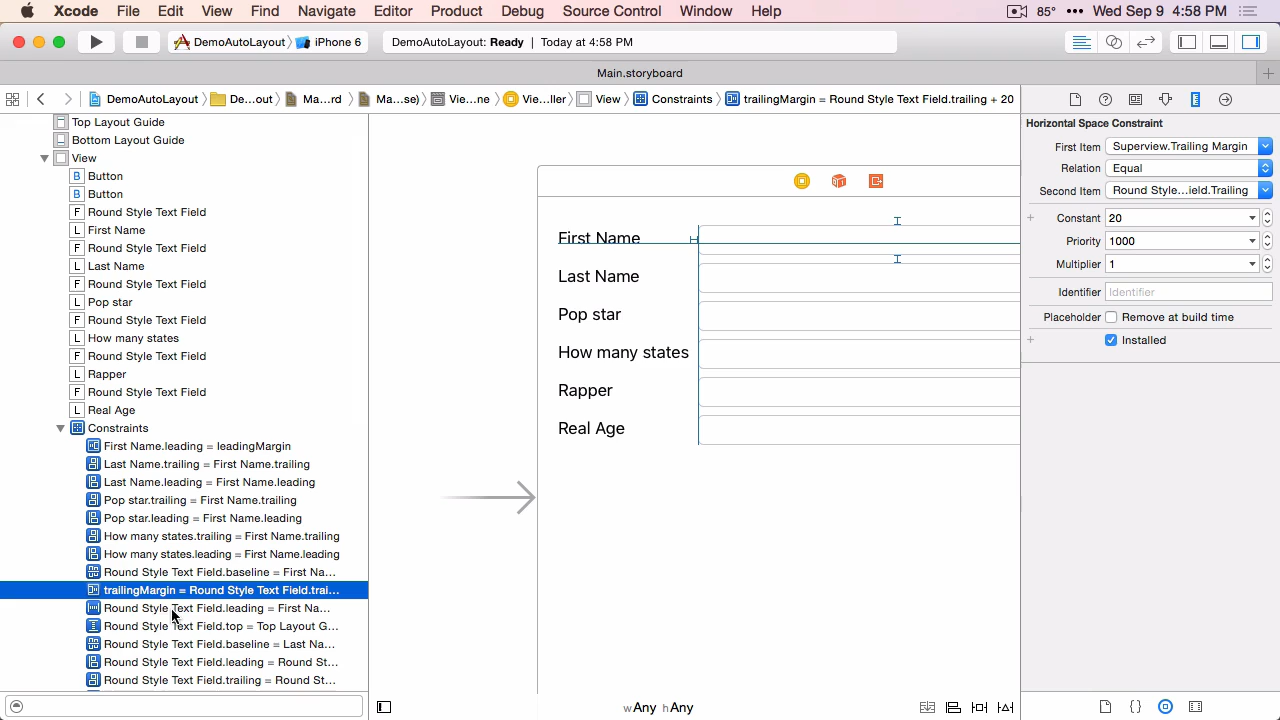 Xcode File Edit View Find Navigate Editor Product Debug Source Control Window Help 85° Wed Sep 9 4:58 PM
DemoAutoLayout iPhone 6 DemoAutoLayout: Ready | Today at 4:58 PM
Main.storyboard
DemoAutoLayout De...out Ma...rd Ma...se) Vie...ne Vie...ller View Constraints trailingMargin = Round Style Text Field.trailing + 20
Top Layout Guide
Bottom Layout Guide
View
B Button
B Button
F Round Style Text Field
L First Name
F Round Style Text Field
L Last Name
F Round Style Text Field
L Pop star
F Round Style Text Field
L How many states
F Round Style Text Field
L Rapper
F Round Style Text Field
L Real Age
Constraints
First Name.leading = leadingMargin
Last Name.trailing = First Name.trailing
Last Name.leading = First Name.leading
Pop star.trailing = First Name.trailing
Pop star.leading = First Name.leading
How many states.trailing = First Name.trailing
How many states.leading = First Name.leading
Round Style Text Field.baseline = First Na...
trailingMargin = Round Style Text Field.trai...
Round Style Text Field.leading = First Na...
Round Style Text Field.top = Top Layout G...
Round Style Text Field.baseline = Last Na...
Round Style Text Field.leading = Round St...
Round Style Text Field.trailing = Round St...
First Name
Last Name
Pop star
How many states
Rapper
Real Age
wAny hAny
Horizontal Space Constraint
First Item Superview.Trailing Margin
Relation Equal
Second Item Round Style...ield.Trailing
Constant 20
Priority 1000
Multiplier 1
Identifier Identifier
Placeholder Remove at build time
Installed
{ }